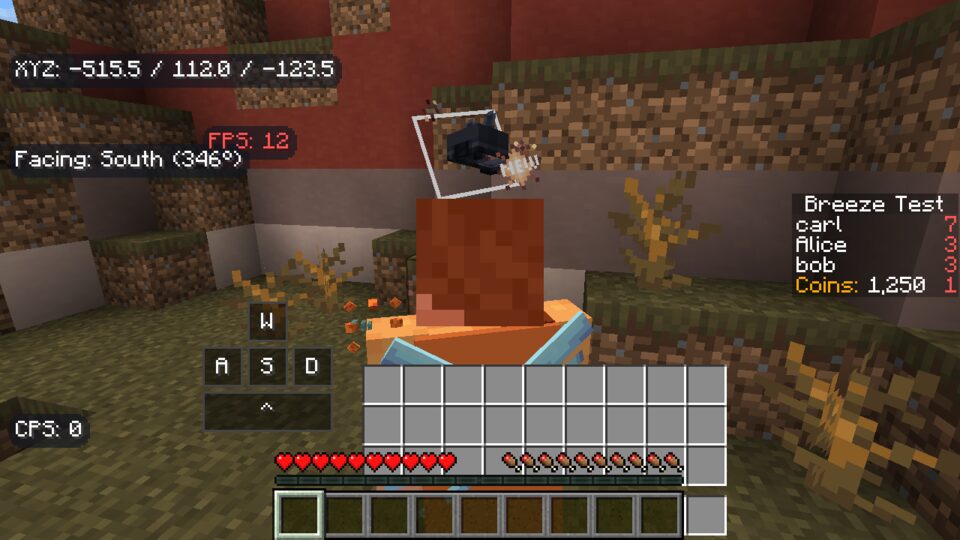 XYZ: -515.5 / 112.0 / -123.5
FPS: 12
Facing: South (346°)
Breeze Test
carl 7
Alice 3
bob 3
Coins: 1,250 1
W
A S D
^
CPS: 0